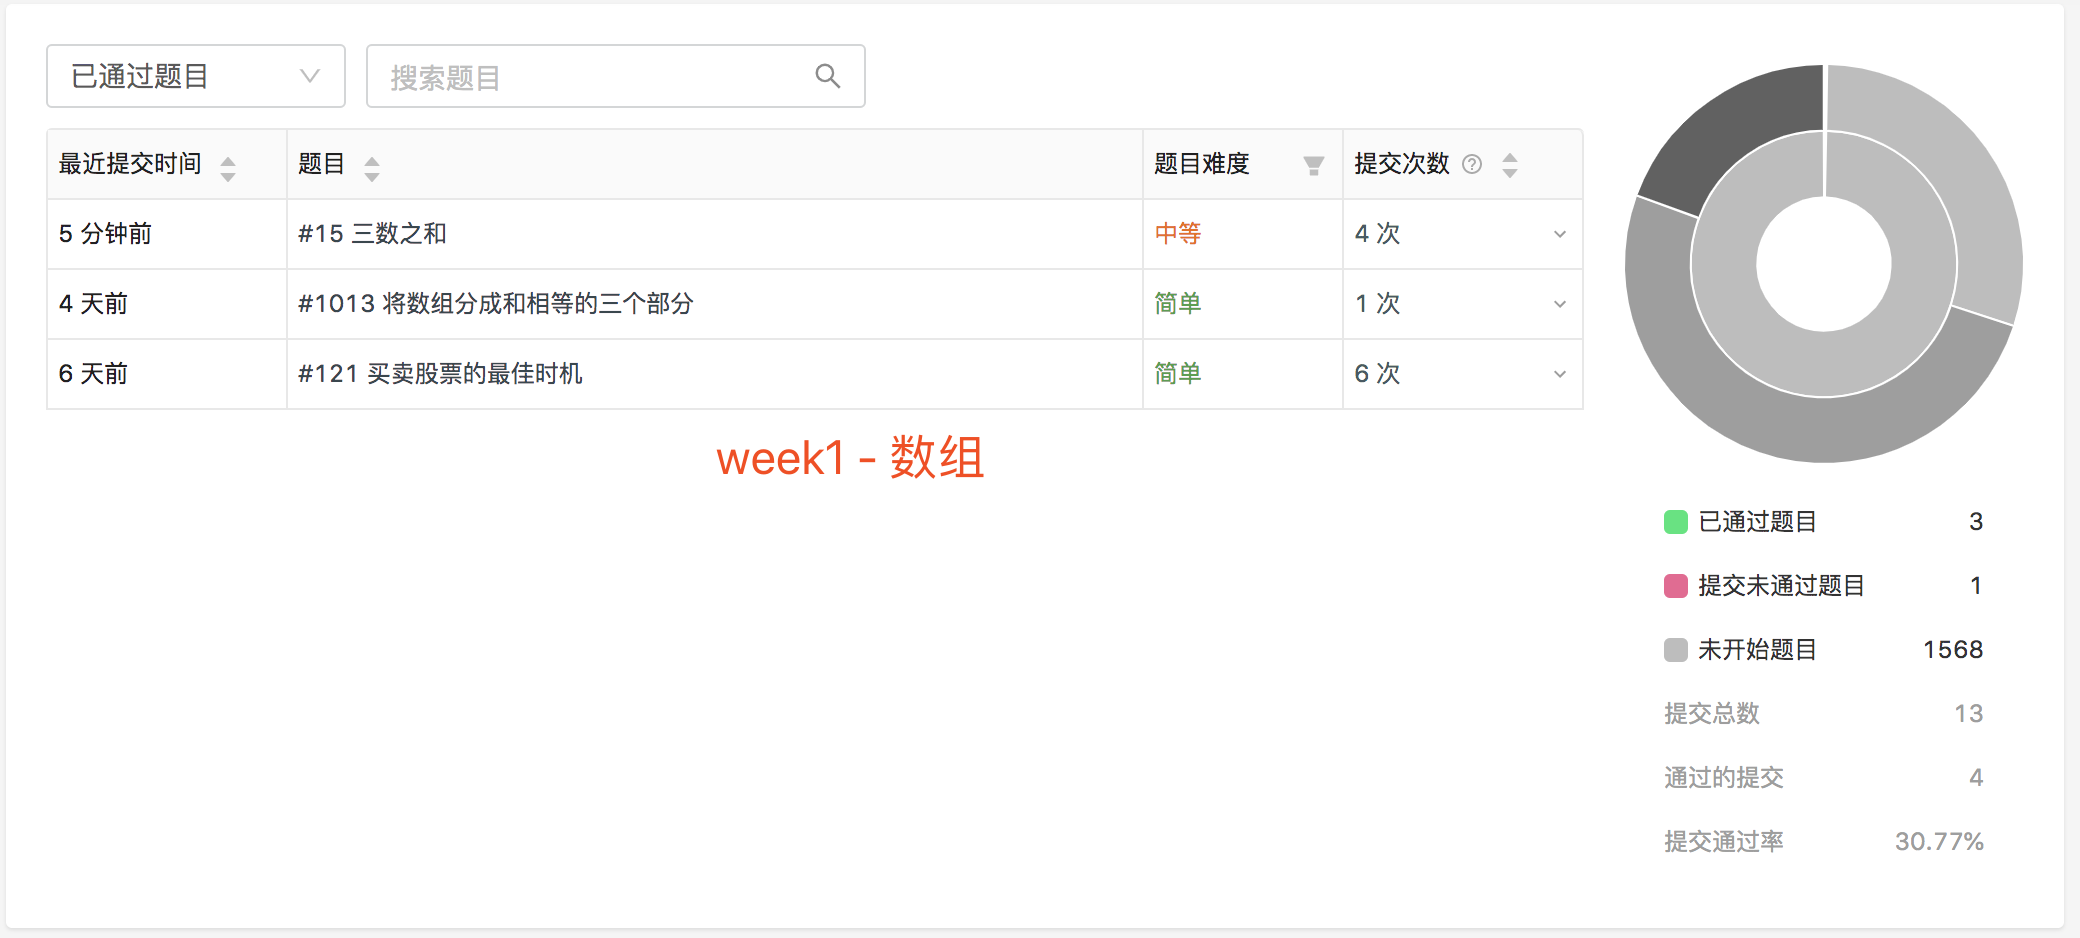 已通过题目
搜索题目
最近提交时间 题目 题目难度 提交次数
5 分钟前 #15 三数之和 中等 4 次
4 天前 #1013 将数组分成和相等的三个部分 简单 1 次
6 天前 #121 买卖股票的最佳时机 简单 6 次
week1 - 数组
已通过题目 3
提交未通过题目 1
未开始题目 1568
提交总数 13
通过的提交 4
提交通过率 30.77%